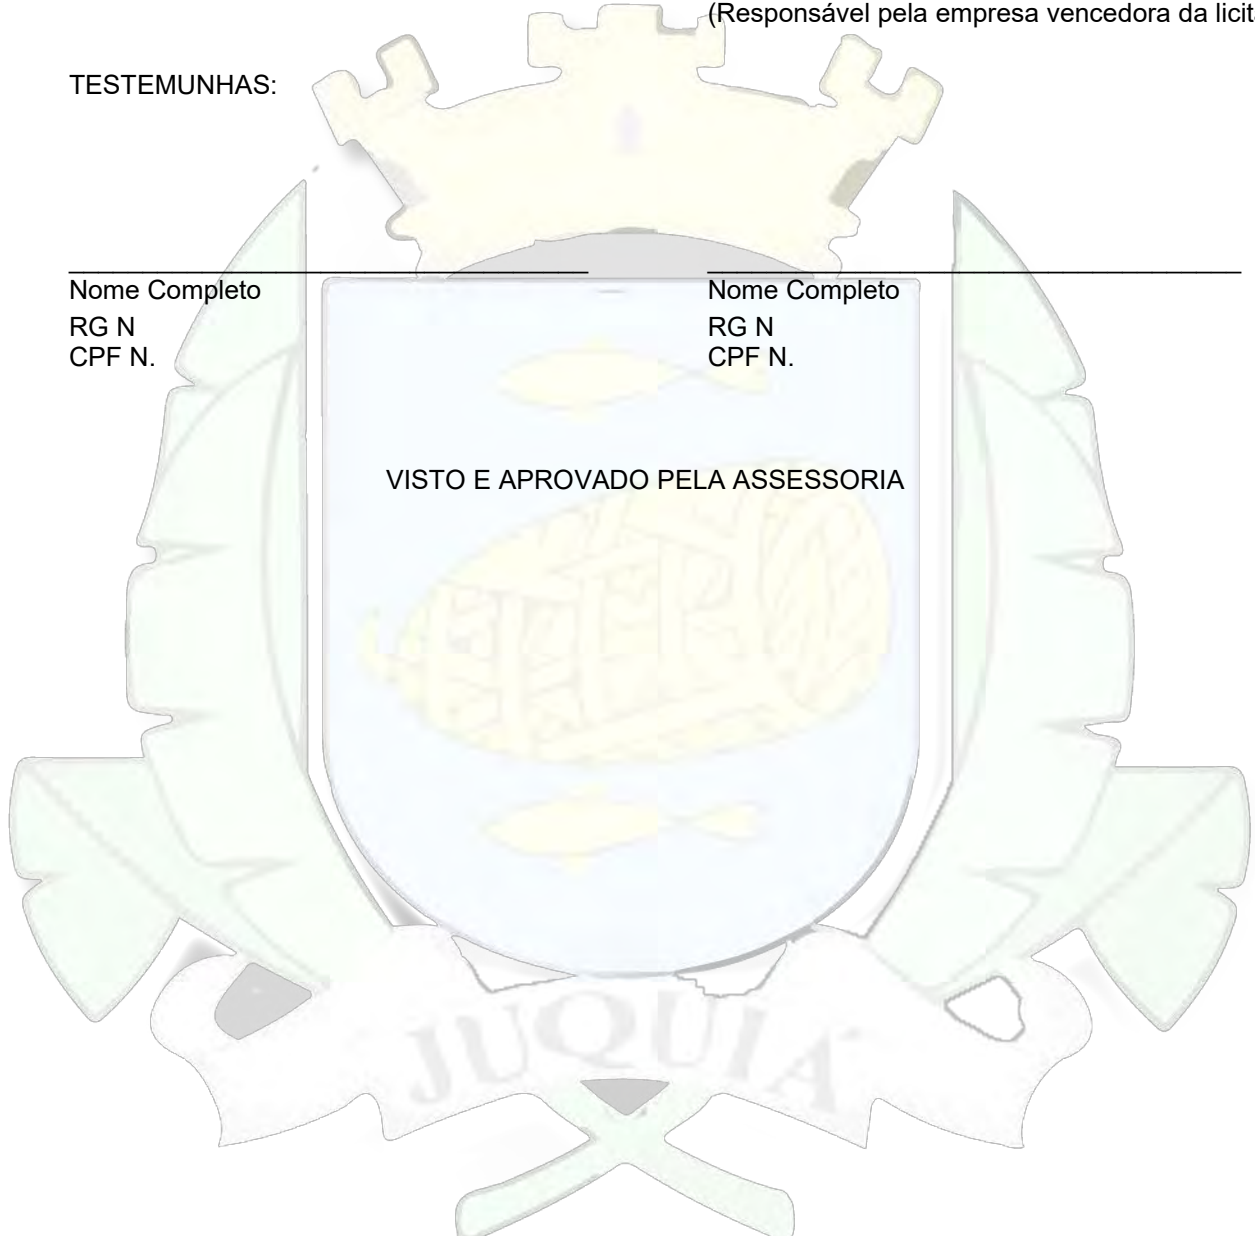 (Responsável pela empresa vencedora da
TESTEMUNHAS:
Nome Completo Nome Completo
RG N RG N
CPF N. CPF N.
VISTO E APROVADO PELA ASSESSORIA
JUQUIÁ